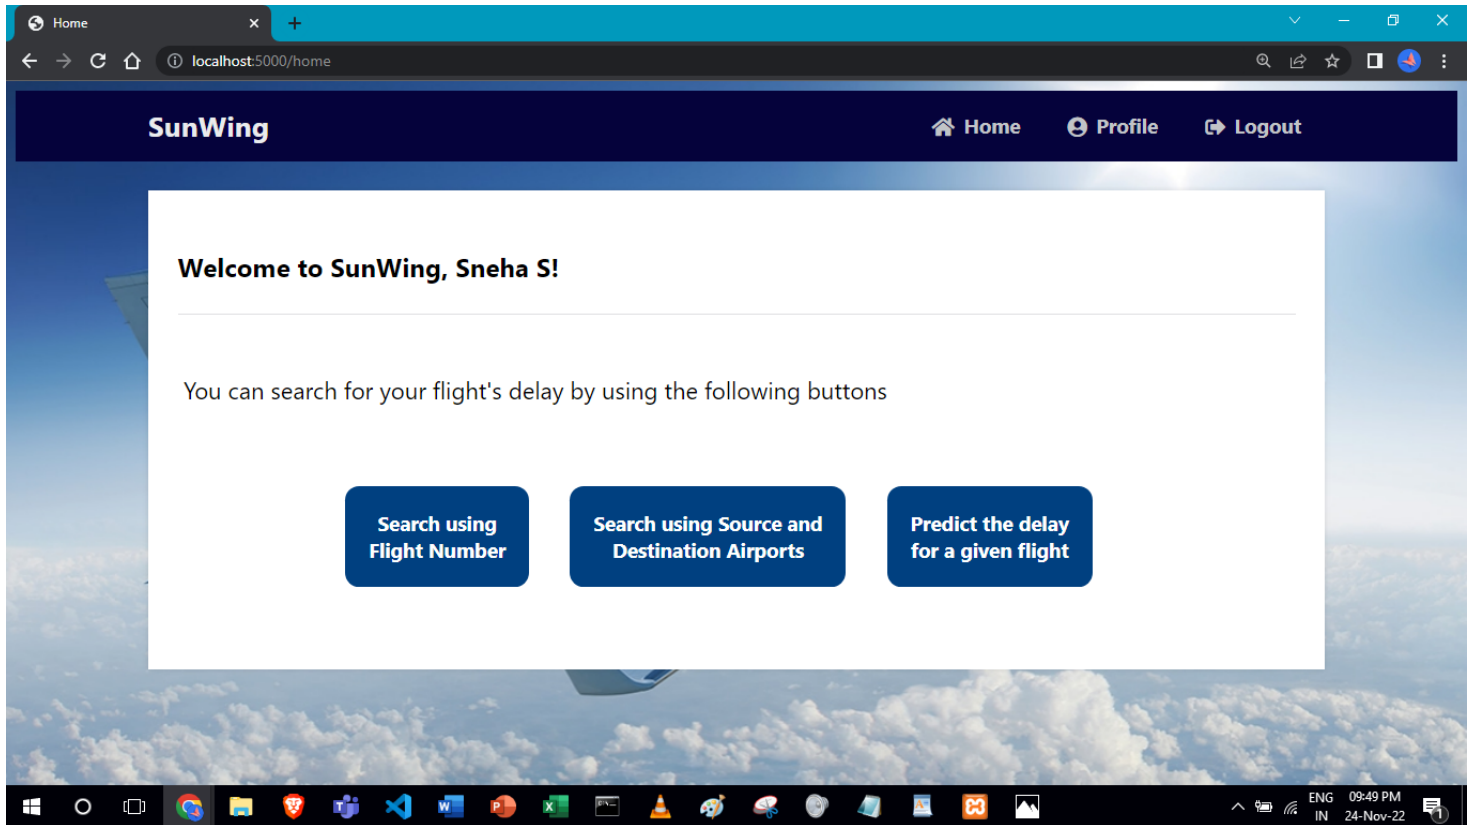 Home
localhost:5000/home
SunWing
Home Profile Logout
Welcome to SunWing, Sneha S!
You can search for your flight's delay by using the following buttons
Search using
Flight Number
Search using Source and
Destination Airports
Predict the delay
for a given flight
ENG 09:49 PM
IN 24-Nov-22
1